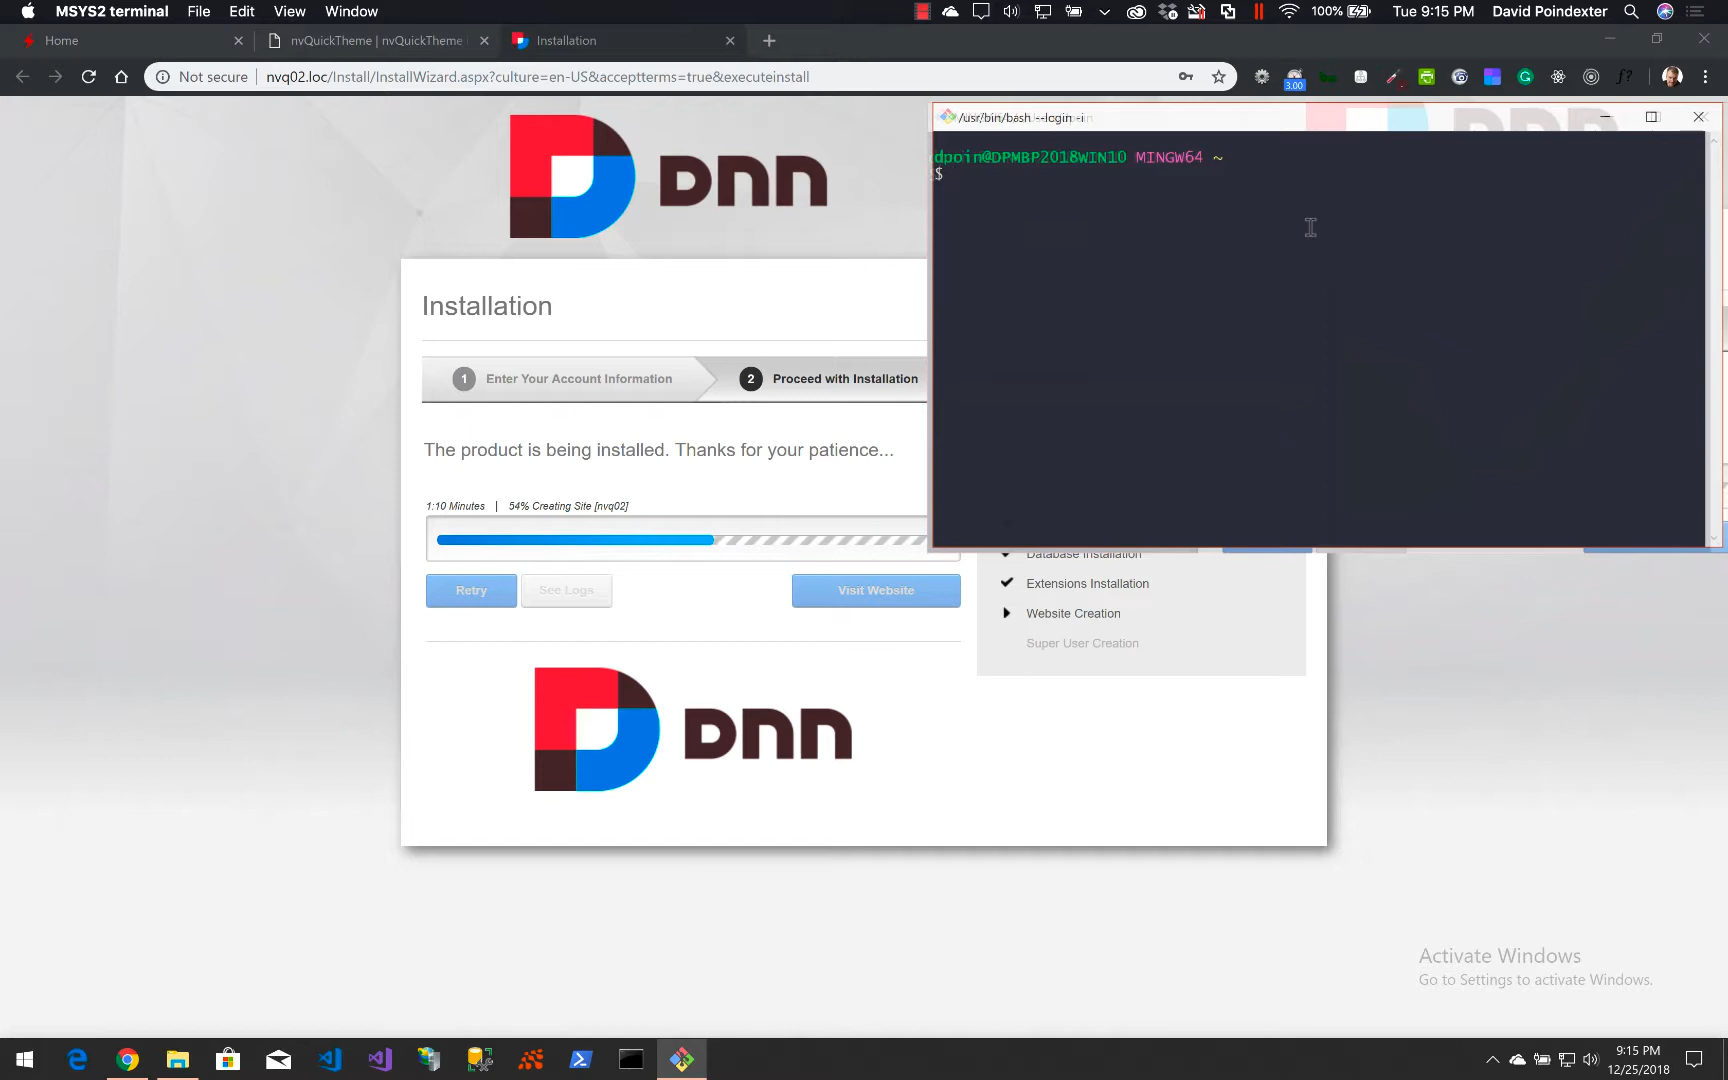 MSYS2 terminal File Edit View Window 100% Tue 9:15 PM David Poindexter
Home nvQuickTheme | nvQuickTheme Installation
Not secure nvq02.loc/Install/InstallWizard.aspx?culture=en-US&acceptterms=true&executeinstall
3.00
f?
/usr/bin/bash --login -i
dpoin@DPMBP2018WIN10 MINGW64 ~
$
dnn
Installation
1 Enter Your Account Information 2 Proceed with Installation
The product is being installed. Thanks for your patience...
1:10 Minutes | 54% Creating Site [nvq02]
Database Installation
Extensions Installation
Retry See Logs Visit Website
Website Creation
Super User Creation
dnn
Activate Windows
Go to Settings to activate Windows.
9:15 PM
12/25/2018